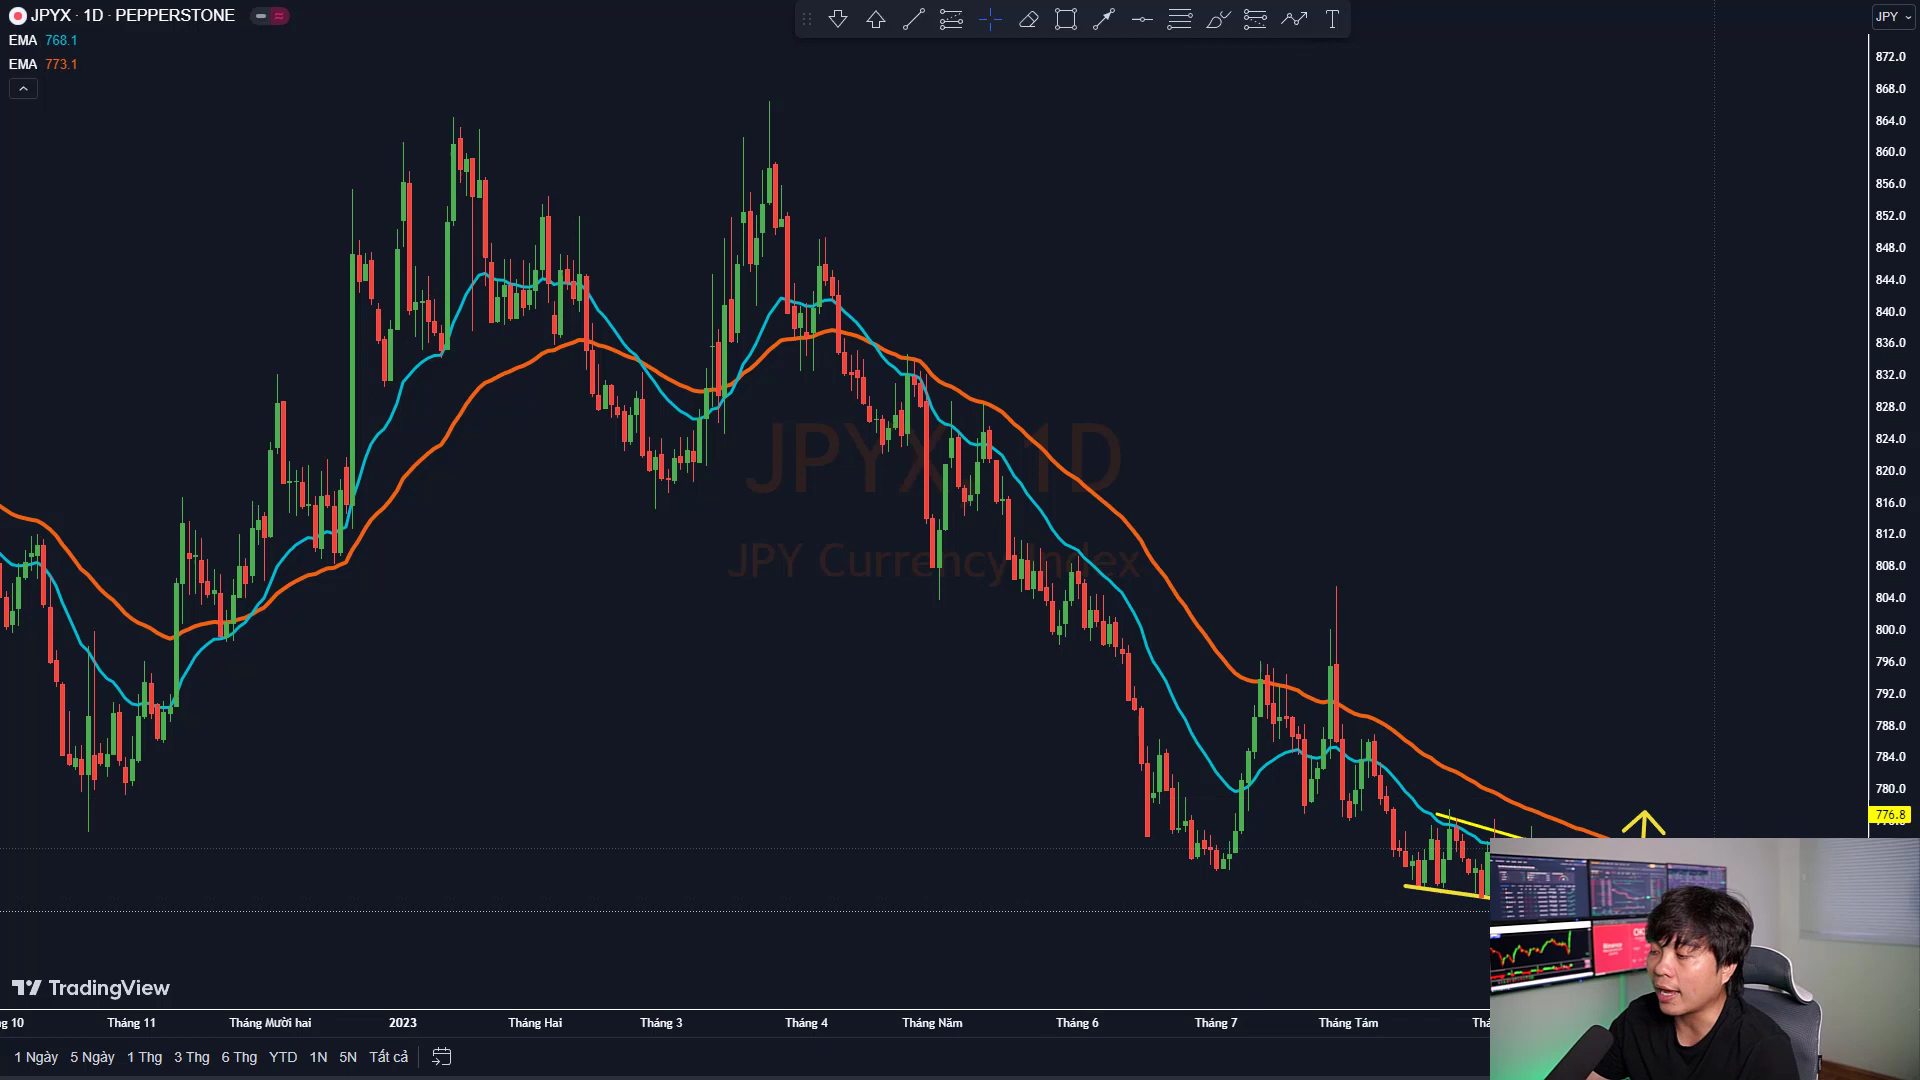 JPYX · 1D · PEPPERSTONE
JPY
EMA 768.1
EMA 773.1
872.0
868.0
864.0
860.0
856.0
852.0
848.0
844.0
840.0
836.0
832.0
828.0
824.0
820.0
816.0
812.0
808.0
804.0
800.0
796.0
792.0
788.0
784.0
780.0
776.8
JPYX 1D
JPY Currency Index
TradingView
ng 10 Tháng 11 Tháng Mười hai 2023 Tháng Hai Tháng 3 Tháng 4 Tháng Năm Tháng 6 Tháng 7 Tháng Tám Thá
1 Ngày 5 Ngày 1 Thg 3 Thg 6 Thg YTD 1N 5N Tất cả